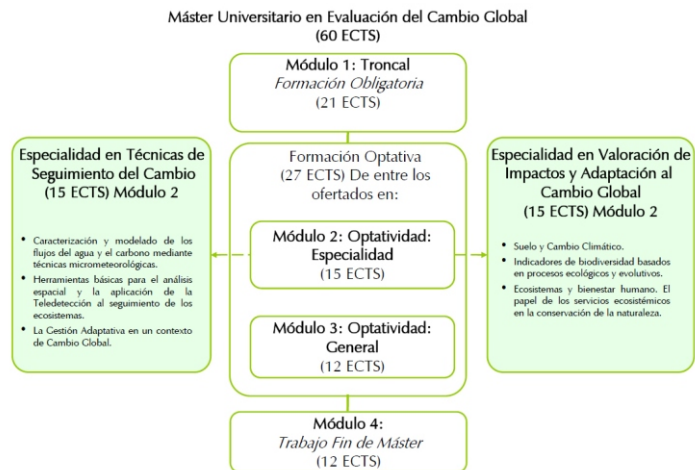 Máster Universitario en Evaluación del Cambio Global
(60 ECTS)
Módulo 1: Troncal
Formación Obligatoria
(21 ECTS)
Especialidad en Técnicas de
Seguimiento del Cambio
(15 ECTS) Módulo 2
• Caracterización y modelado de los
flujos del agua y el carbono mediante
técnicas micrometeorológicas.
• Herramientas básicas para el análisis
espacial y la aplicación de la
Teledetección al seguimiento de los
ecosistemas.
• La Gestión Adaptativa en un contexto
de Cambio Global.
Formación Optativa
(27 ECTS) De entre los
ofertados en:
Módulo 2: Optatividad:
Especialidad
(15 ECTS)
Módulo 3: Optatividad:
General
(12 ECTS)
Especialidad en Valoración de
Impactos y Adaptación al
Cambio Global
(15 ECTS) Módulo 2
• Suelo y Cambio Climático.
• Indicadores de biodiversidad basados
en procesos ecológicos y evolutivos.
• Ecosistemas y bienestar humano. El
papel de los servicios ecosistémicos
en la conservación de la naturaleza.
Módulo 4:
Trabajo Fin de Máster
(12 ECTS)